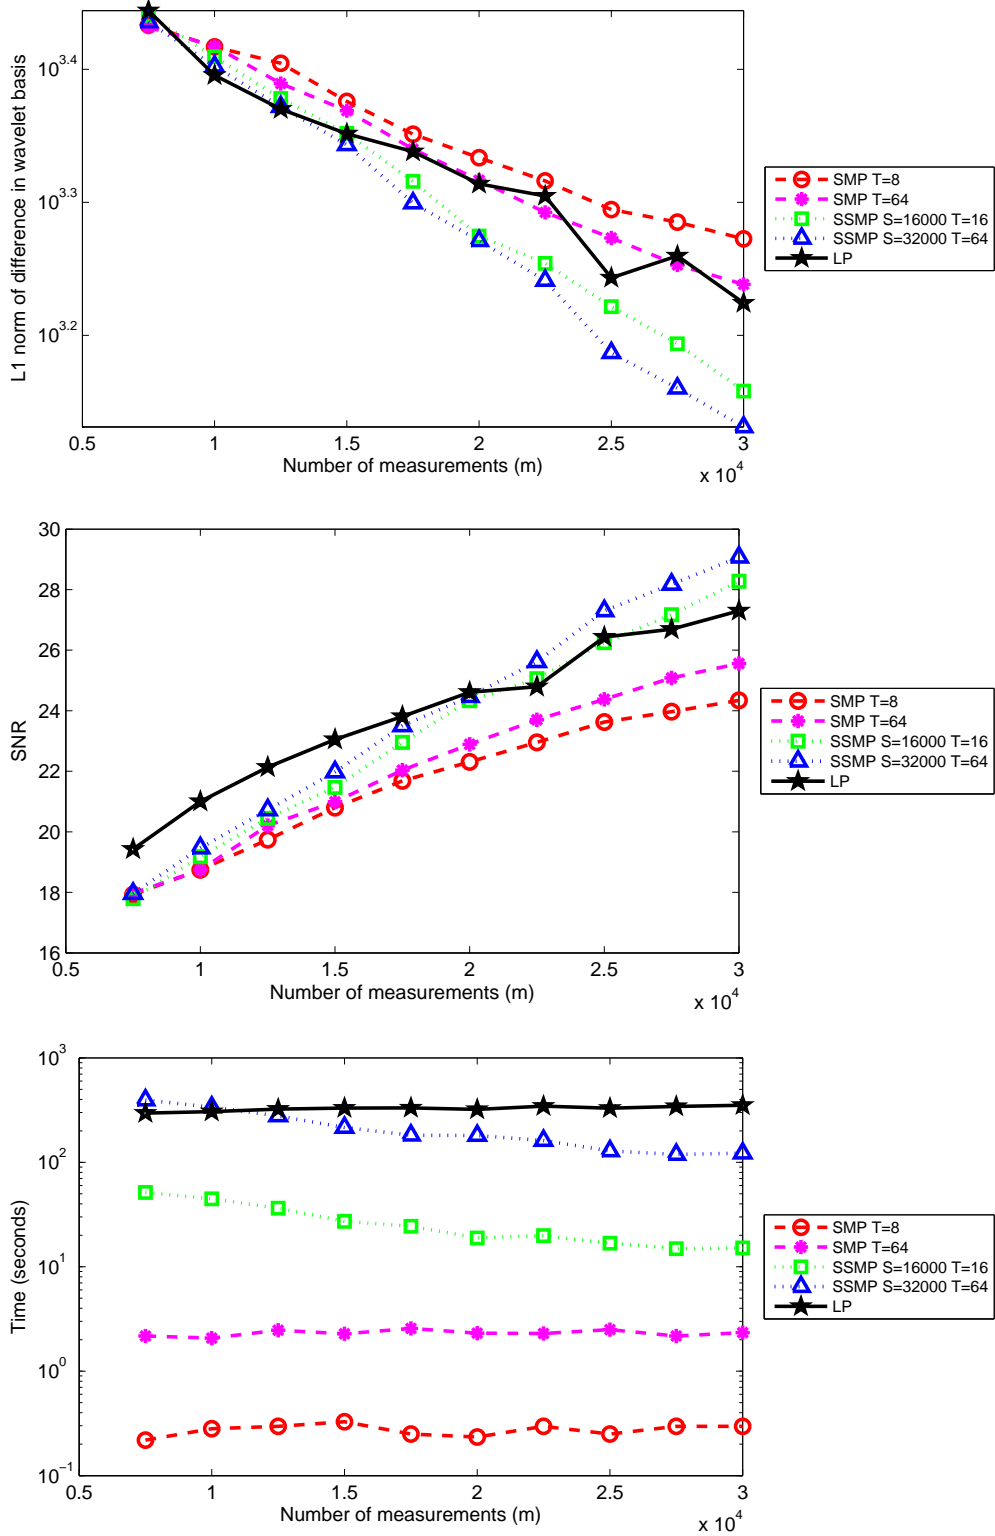 L1 norm of difference in wavelet basis
10^3.4
10^3.3
10^3.2
0.5 1 1.5 2 2.5 3
Number of measurements (m)
x 10^4
SMP T=8
SMP T=64
SSMP S=16000 T=16
SSMP S=32000 T=64
LP
SNR
30
28
26
24
22
20
18
16
0.5 1 1.5 2 2.5 3
Number of measurements (m)
x 10^4
SMP T=8
SMP T=64
SSMP S=16000 T=16
SSMP S=32000 T=64
LP
Time (seconds)
10^3
10^2
10^1
10^0
10^−1
0.5 1 1.5 2 2.5 3
Number of measurements (m)
x 10^4
SMP T=8
SMP T=64
SSMP S=16000 T=16
SSMP S=32000 T=64
LP